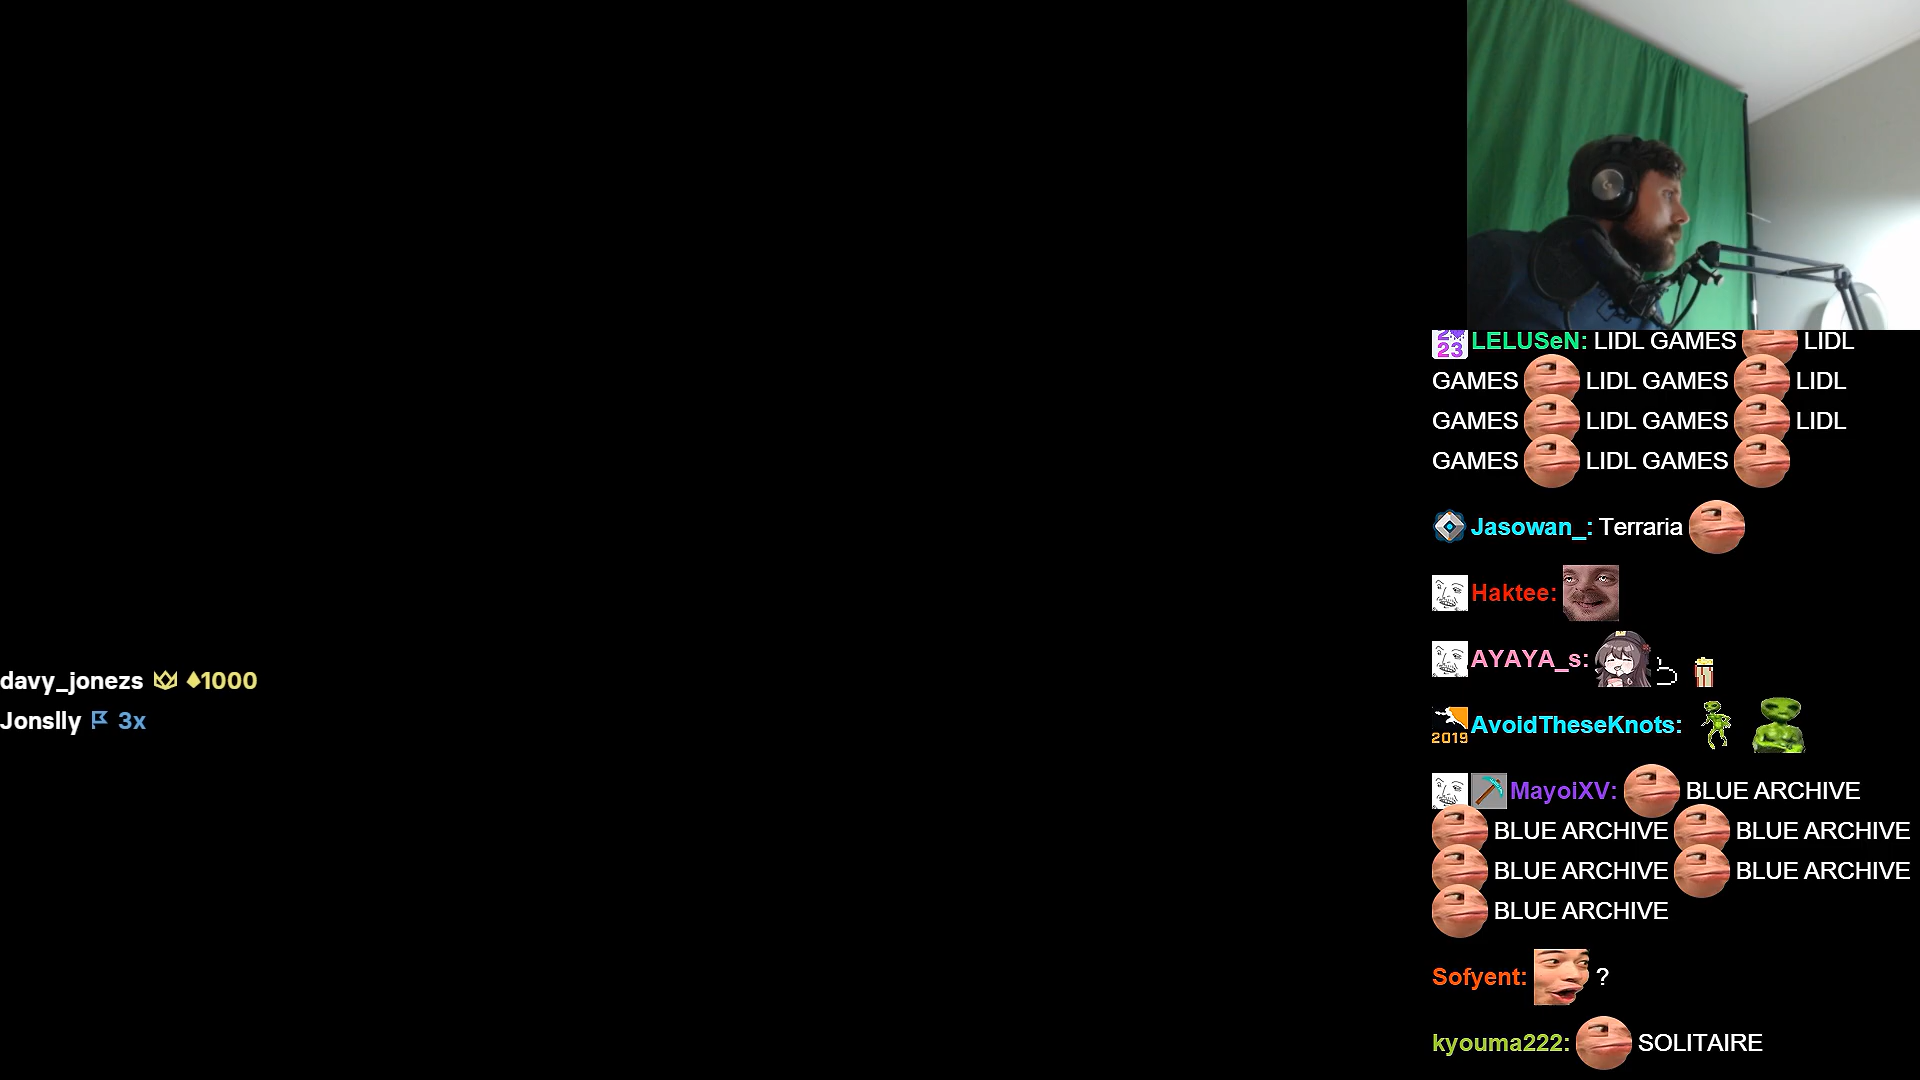 LELUSeN: LIDL GAMES LIDL
GAMES LIDL GAMES LIDL
GAMES LIDL GAMES LIDL
GAMES LIDL GAMES
Jasowan_: Terraria
Haktee:
AYAYA_s:
davy_jonezs 1000
Jonslly 3x
2019 AvoidTheseKnots:
MayoiXV: BLUE ARCHIVE
BLUE ARCHIVE BLUE ARCHIVE
BLUE ARCHIVE BLUE ARCHIVE
BLUE ARCHIVE
Sofyent: ?
kyouma222: SOLITAIRE